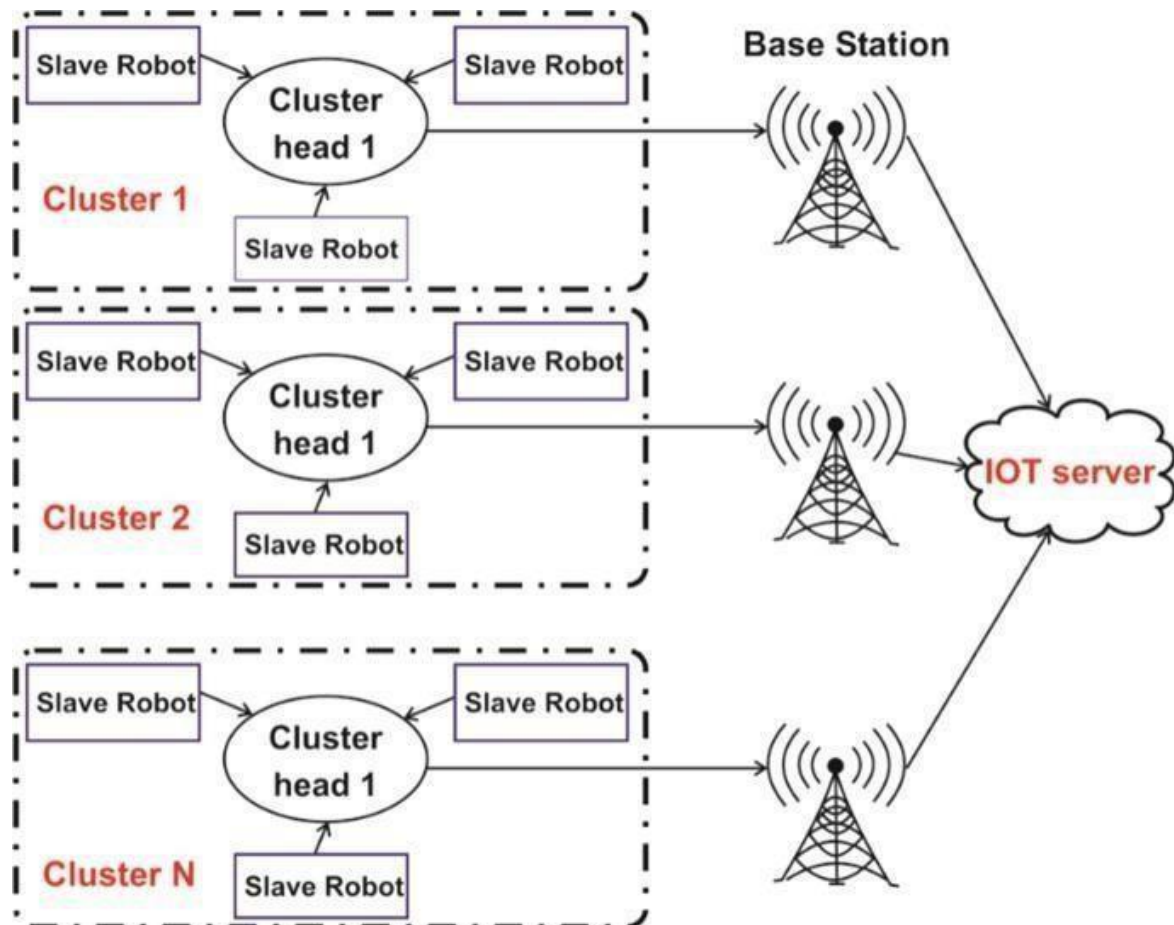 Slave Robot
Slave Robot
Base Station
Cluster
head 1
Cluster 1
Slave Robot
Slave Robot
Slave Robot
Cluster
head 1
IOT server
Cluster 2
Slave Robot
Slave Robot
Slave Robot
Cluster
head 1
Cluster N
Slave Robot